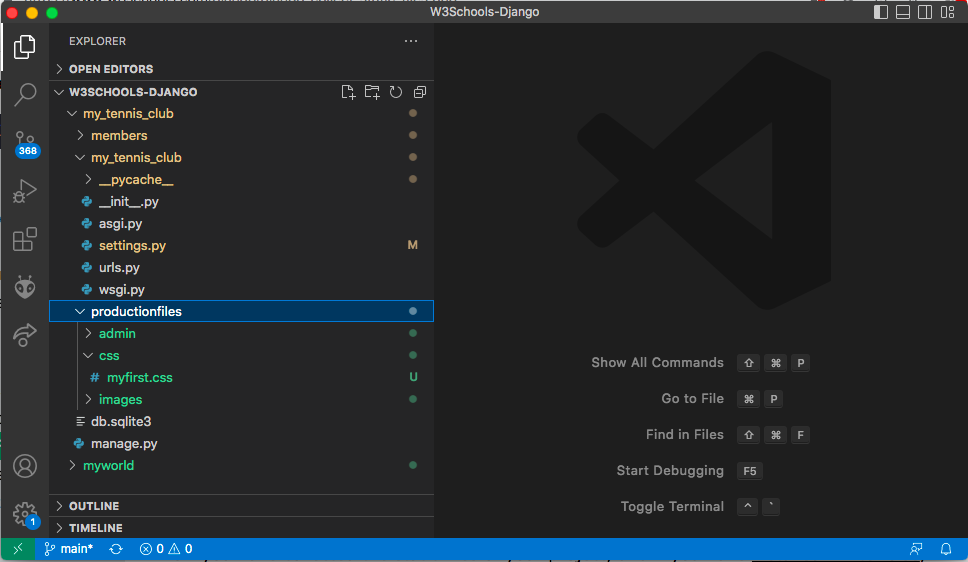 W3Schools-Django
EXPLORER
OPEN EDITORS
W3SCHOOLS-DJANGO
my_tennis_club
members
my_tennis_club
__pycache__
__init__.py
asgi.py
settings.py M
urls.py
wsgi.py
productionfiles
admin
css
# myfirst.css U
images
db.sqlite3
manage.py
myworld
OUTLINE
TIMELINE
368
1
Show All Commands ⇧ ⌘ P
Go to File ⌘ P
Find in Files ⇧ ⌘ F
Start Debugging F5
Toggle Terminal ^ `
main* 0 0